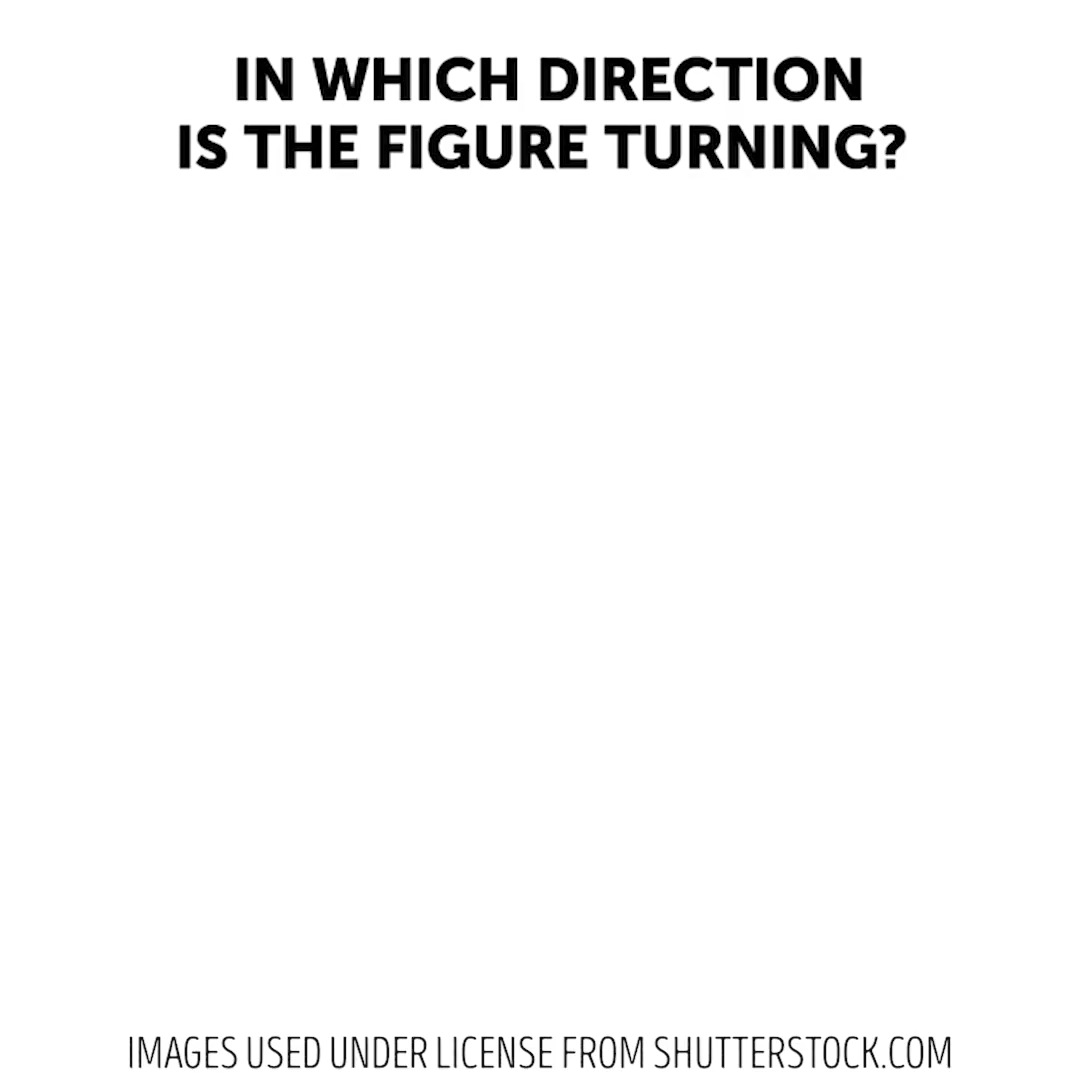 IN WHICH DIRECTION
IS THE FIGURE TURNING?
IMAGES USED UNDER LICENSE FROM SHUTTERSTOCK.COM